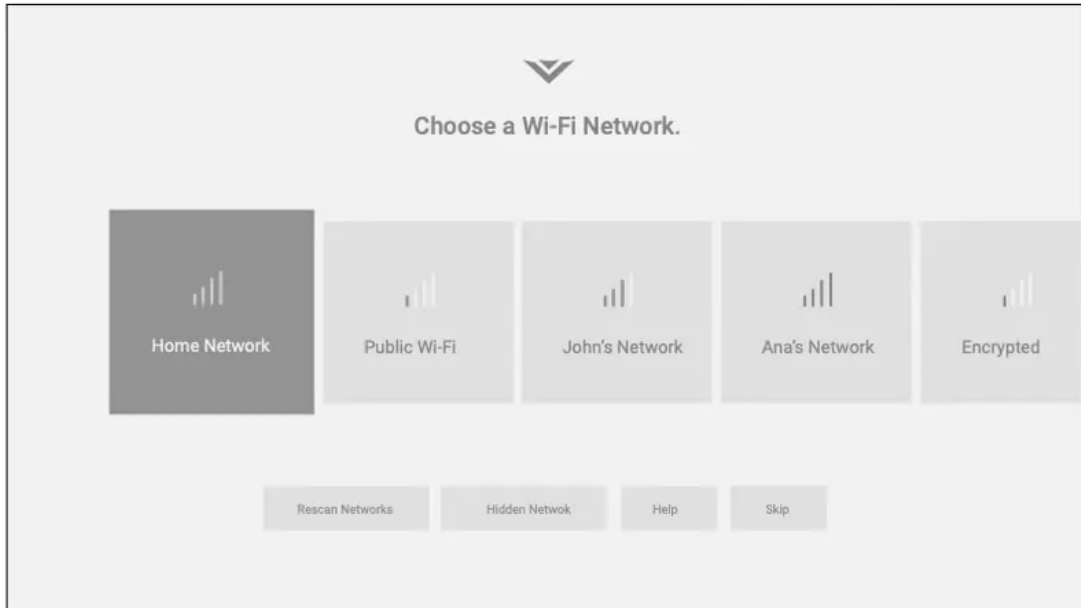 Choose a Wi-Fi Network.
Home Network
Public Wi-Fi
John's Network
Ana's Network
Encrypted
Rescan Networks
Hidden Netwok
Help
Skip